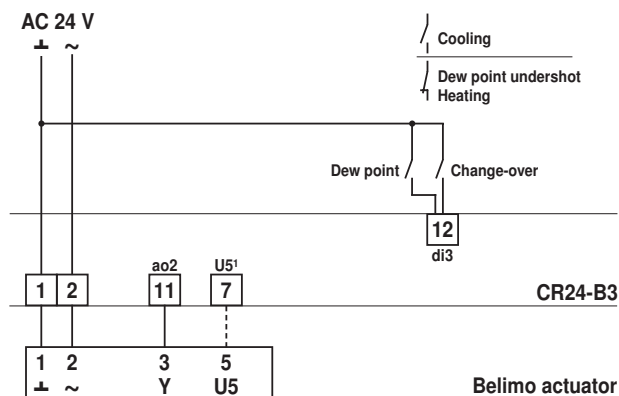 AC 24 V
⊥ ~
Cooling
Dew point undershot
Heating
Dew point
Change-over
12
di3
ao2 U5¹
1 2 11 7
CR24-B3
1 2 3 5
⊥ ~ Y U5
Belimo actuator